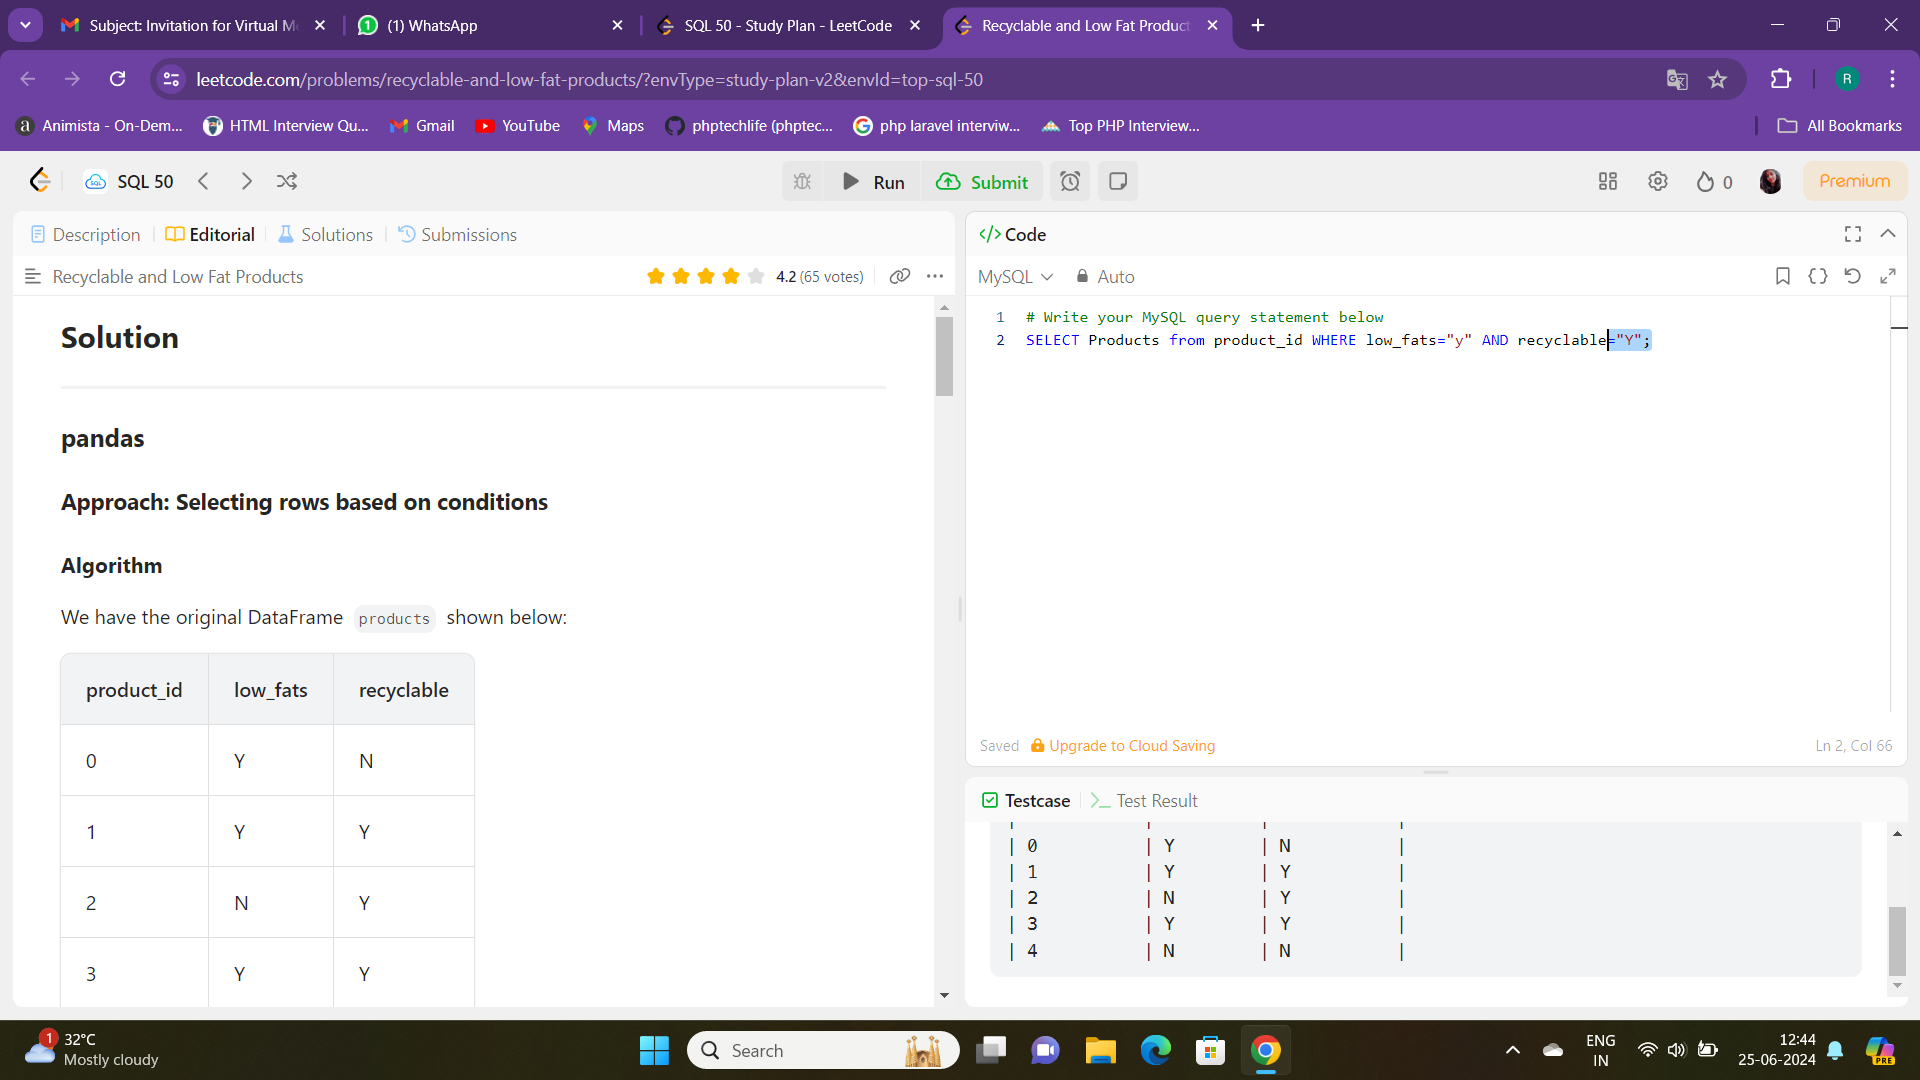 Subject: Invitation for Virtual M
(1) WhatsApp
SQL 50 - Study Plan - LeetCode
Recyclable and Low Fat Product
leetcode.com/problems/recyclable-and-low-fat-products/?envType=study-plan-v2&envId=top-sql-50
R
a Animista - On-Dem...
HTML Interview Qu...
Gmail
YouTube
Maps
phptechlife (phptec...
php laravel interviw...
Top PHP Interview...
All Bookmarks
SQL 50
Run
Submit
0
Premium
Description
Editorial
Solutions
Submissions
Recyclable and Low Fat Products
4.2 (65 votes)
Solution
pandas
Approach: Selecting rows based on conditions
Algorithm
We have the original DataFrame products shown below:
product_id low_fats recyclable
0 Y N
1 Y Y
2 N Y
3 Y Y
</> Code
MySQL
Auto
1 # Write your MySQL query statement below
2 SELECT Products from product_id WHERE low_fats="y" AND recyclable="Y";
Saved
Upgrade to Cloud Saving
Ln 2, Col 66
Testcase
Test Result
| 0 | Y | N |
| 1 | Y | Y |
| 2 | N | Y |
| 3 | Y | Y |
| 4 | N | N |
1
32°C
Mostly cloudy
Search
ENG
IN
12:44
25-06-2024
PRE